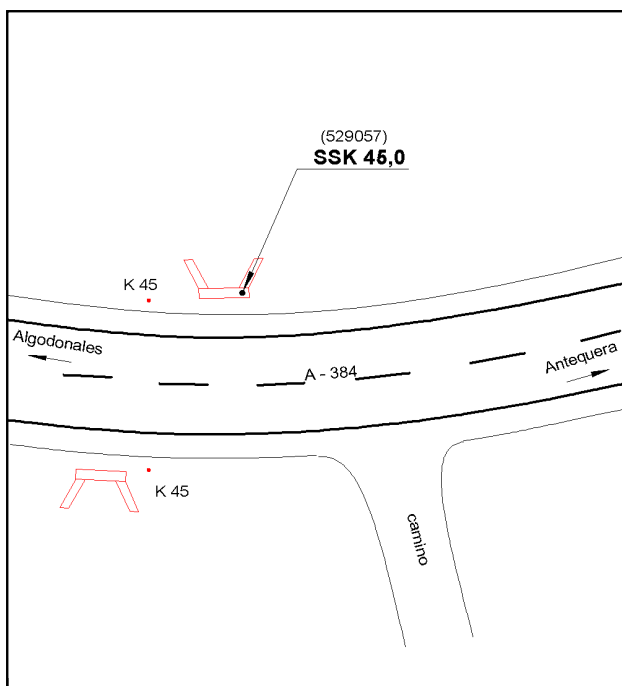 (529057)
SSK 45,0
K 45
Algodonales
Antequera
A - 384
K 45
camino